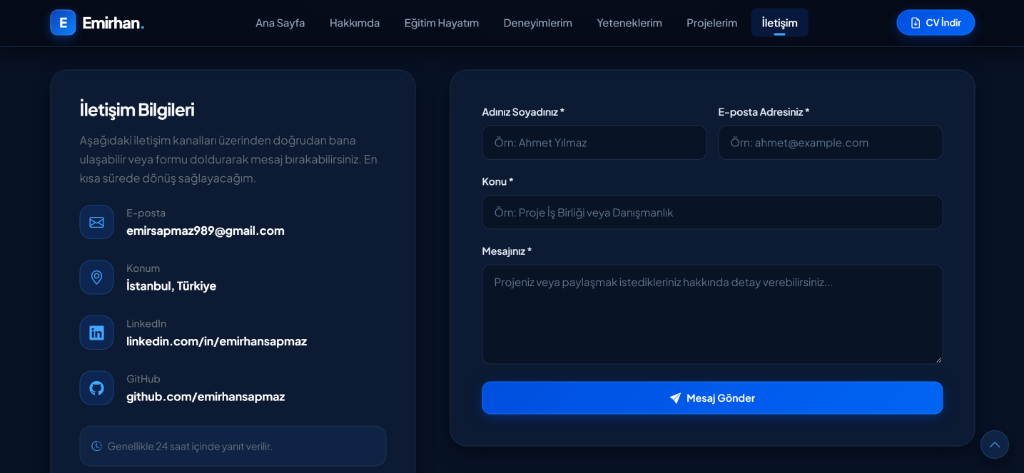 E Emirhan.
Ana Sayfa Hakkımda Eğitim Hayatım Deneyimlerim Yeteneklerim Projelerim İletişim
CV İndir
İletişim Bilgileri
Aşağıdaki iletişim kanalları üzerinden doğrudan bana
ulaşabilir veya formu doldurarak mesaj bırakabilirsiniz. En
kısa sürede dönüş sağlayacağım.
E-posta
emirsapmaz989@gmail.com
Konum
İstanbul, Türkiye
LinkedIn
linkedin.com/in/emirhansapmaz
GitHub
github.com/emirhansapmaz
Genellikle 24 saat içinde yanıt verilir.
Adınız Soyadınız *
Örn: Ahmet Yılmaz
E-posta Adresiniz *
Örn: ahmet@example.com
Konu *
Örn: Proje İş Birliği veya Danışmanlık
Mesajınız *
Projeniz veya paylaşmak istedikleriniz hakkında detay verebilirsiniz...
Mesaj Gönder